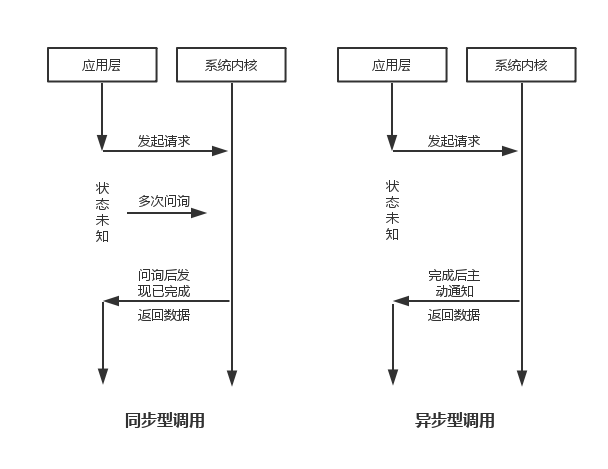 应用层
系统内核
发起请求
状
态
未
知
多次问询
问询后发
现已完成
返回数据
同步型调用
应用层
系统内核
发起请求
状
态
未
知
完成后主
动通知
返回数据
异步型调用